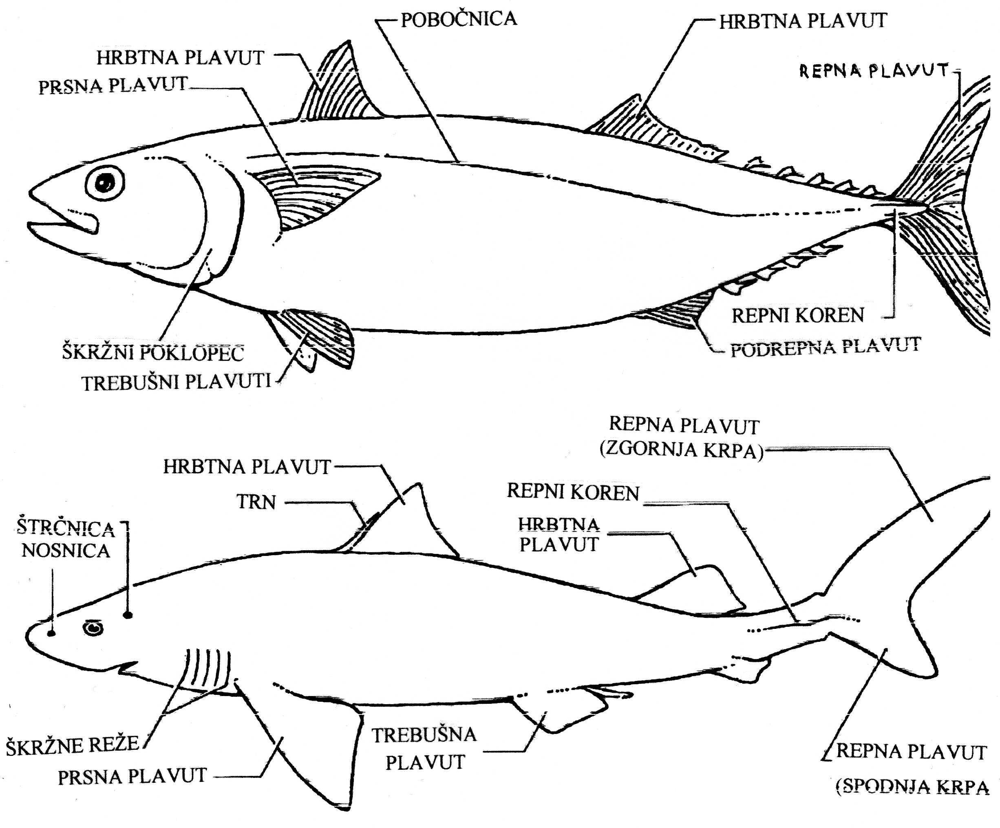 POBOČNICA
HRBTNA PLAVUT
HRBTNA PLAVUT
REPNA PLAVUT
PRSNA PLAVUT
REPNI KOREN
ŠKRŽNI POKLOPEC
PODREPNA PLAVUT
TREBUŠNI PLAVUTI
REPNA PLAVUT
(ZGORNJA KRPA)
HRBTNA PLAVUT
REPNI KOREN
TRN
HRBTNA
PLAVUT
ŠTRČNICA
NOSNICA
TREBUŠNA
PLAVUT
ŠKRŽNE REŽE
PRSNA PLAVUT
REPNA PLAVUT
(SPODNJA KRPA